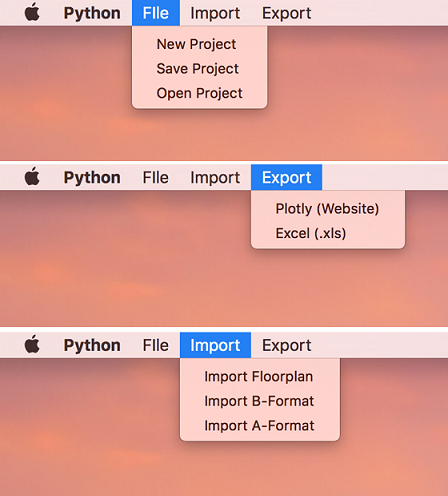 Python FIle Import Export
New Project
Save Project
Open Project
Python FIle Import Export
Plotly (Website)
Excel (.xls)
Python FIle Import Export
Import Floorplan
Import B-Format
Import A-Format